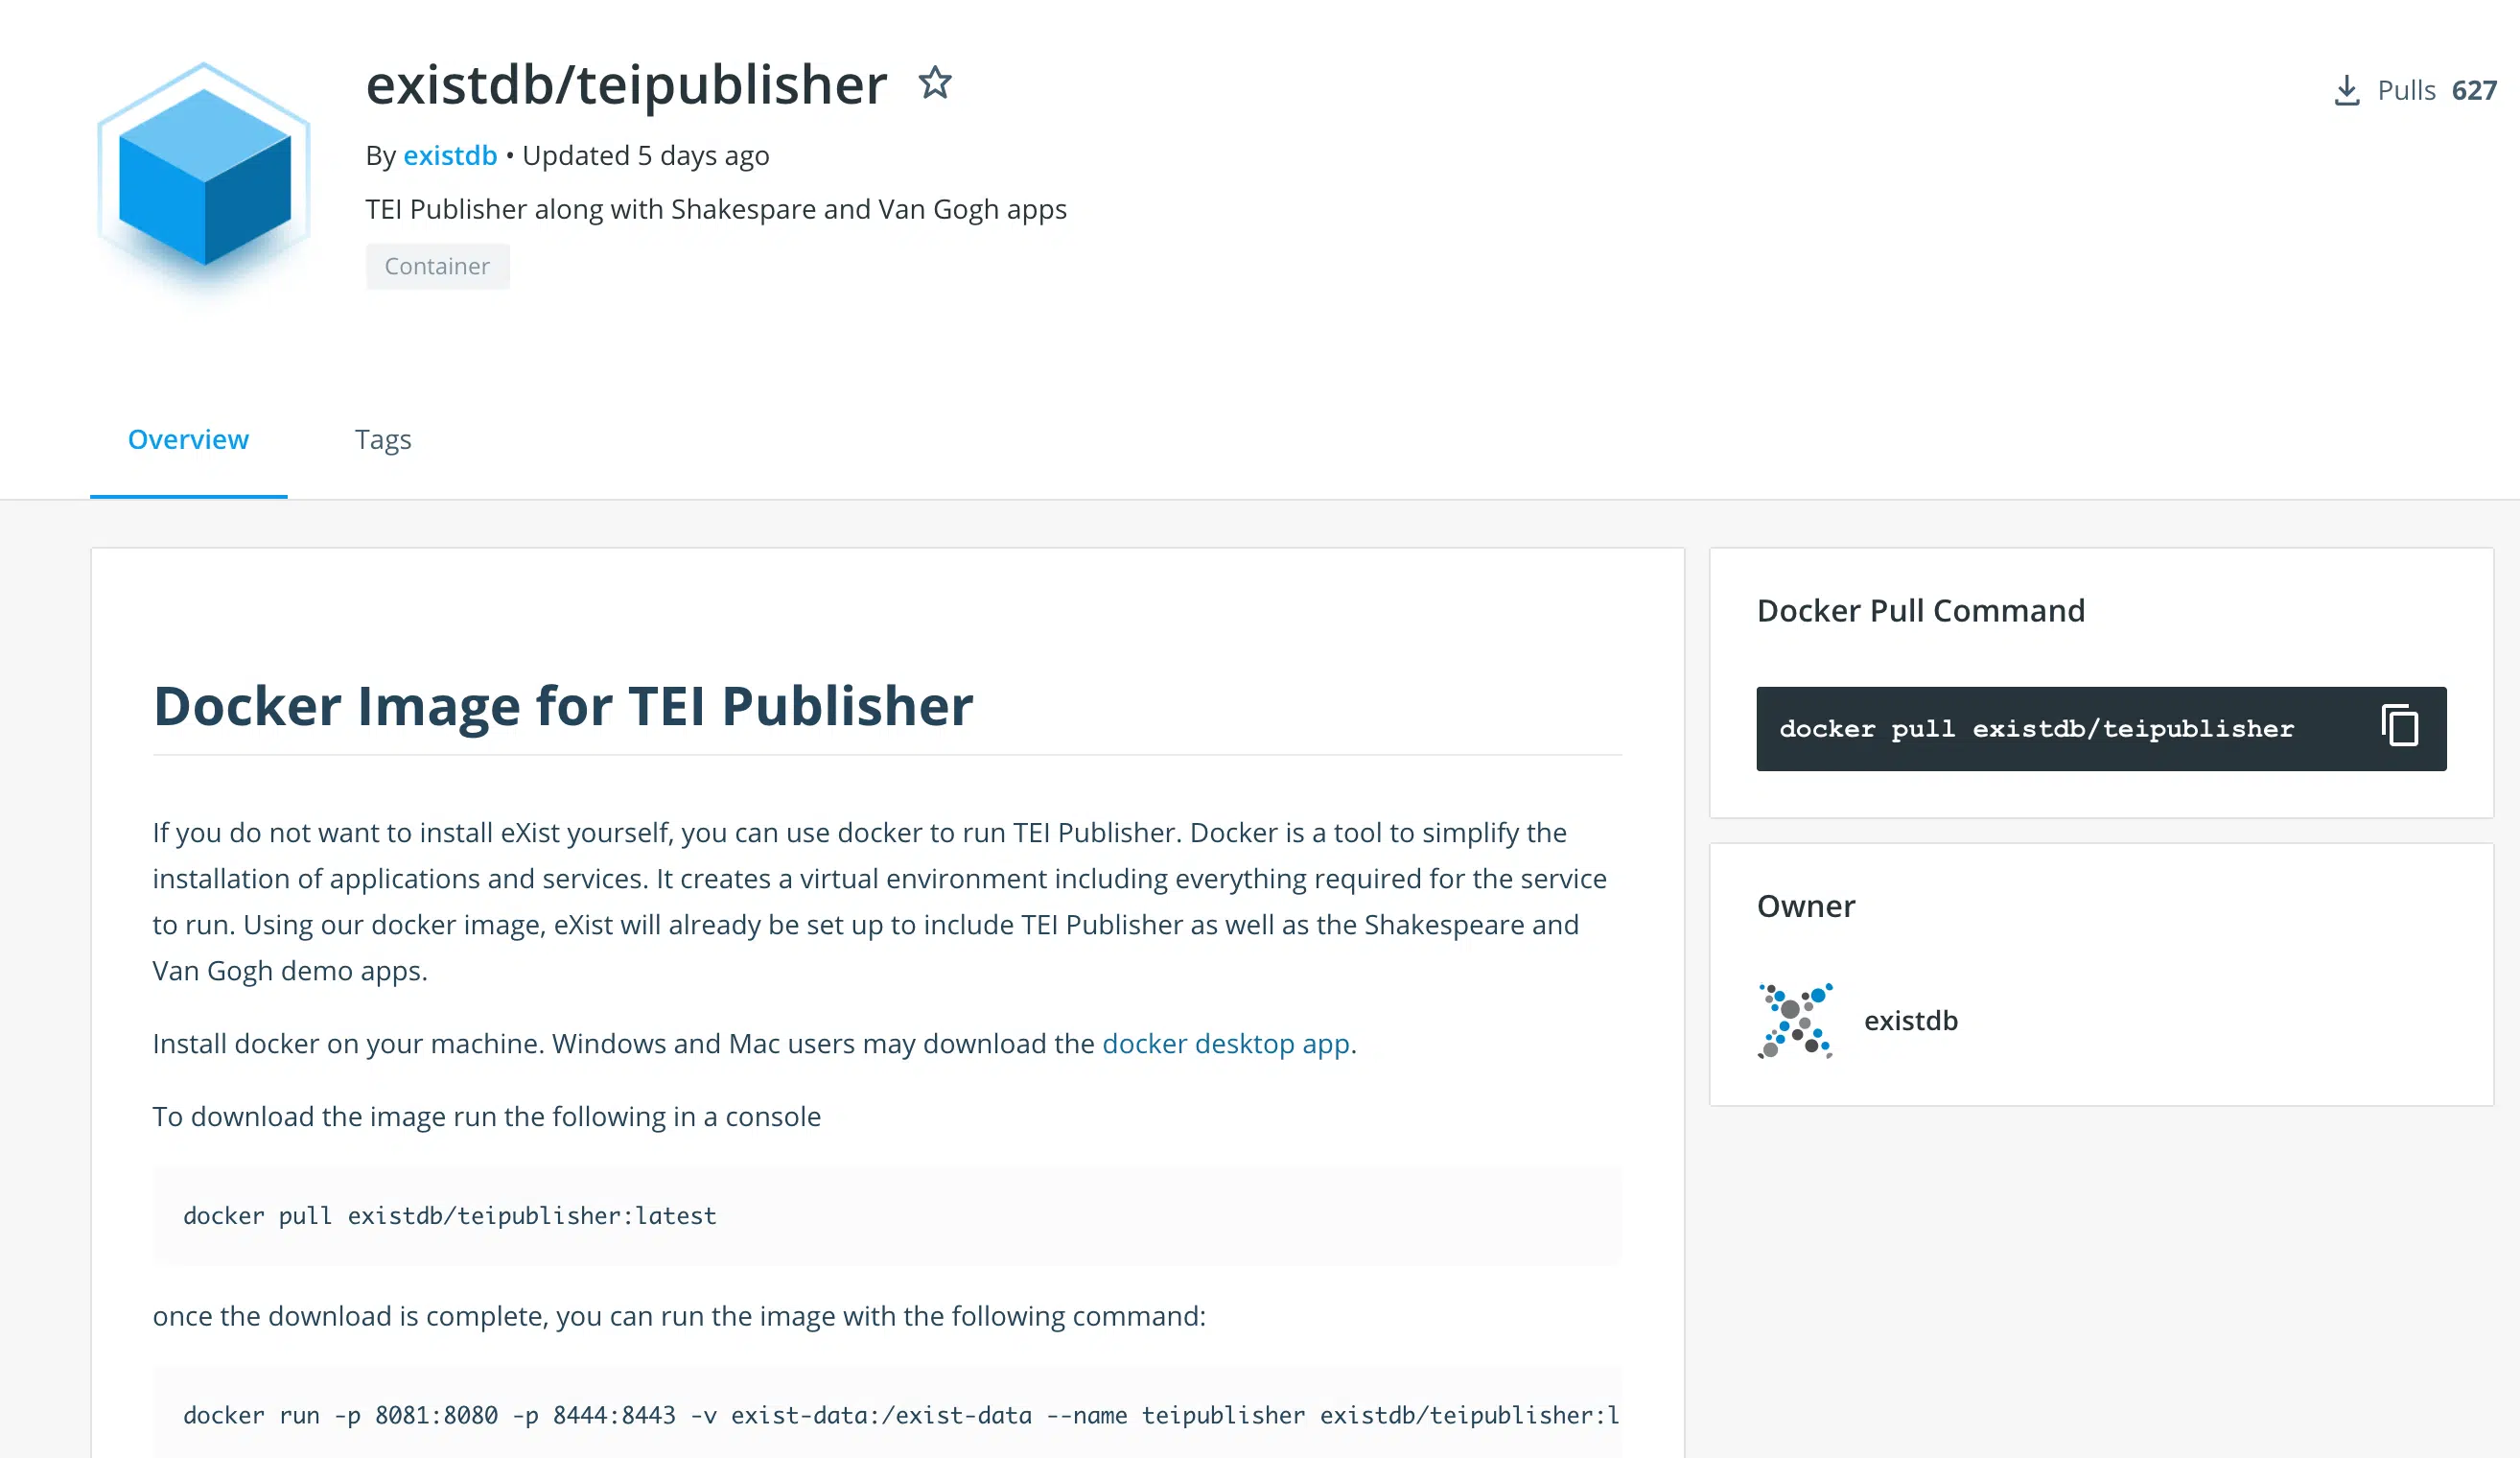 existdb/teipublisher
Pulls 627
By existdb • Updated 5 days ago
TEI Publisher along with Shakespare and Van Gogh apps
Container
Overview
Tags
Docker Image for TEI Publisher
If you do not want to install eXist yourself, you can use docker to run TEI Publisher. Docker is a tool to simplify the
installation of applications and services. It creates a virtual environment including everything required for the service
to run. Using our docker image, eXist will already be set up to include TEI Publisher as well as the Shakespeare and
Van Gogh demo apps.
Install docker on your machine. Windows and Mac users may download the docker desktop app.
To download the image run the following in a console
docker pull existdb/teipublisher:latest
once the download is complete, you can run the image with the following command:
docker run -p 8081:8080 -p 8444:8443 -v exist-data:/exist-data --name teipublisher existdb/teipublisher:l
Docker Pull Command
docker pull existdb/teipublisher
Owner
existdb